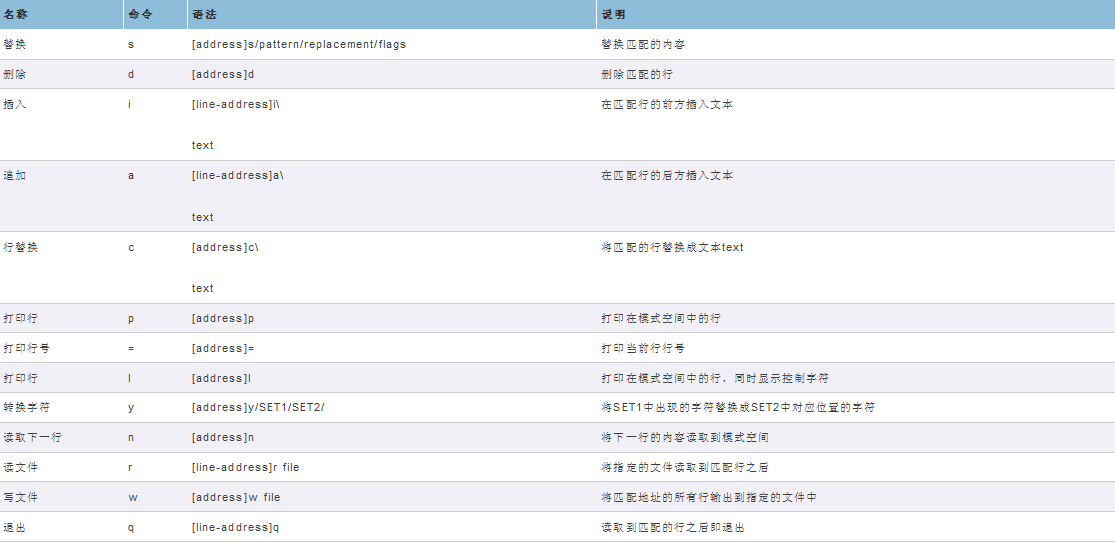 名称 命令 语法 说明
替换 s [address]s/pattern/replacement/flags 替换匹配的内容
删除 d [address]d 删除匹配的行
插入 i [line-address]i\ 在匹配行的前方插入文本
text
追加 a [line-address]a\ 在匹配行的后方插入文本
text
行替换 c [address]c\ 将匹配的行替换成文本text
text
打印行 p [address]p 打印在模式空间中的行
打印行号 = [address]= 打印当前行行号
打印行 l [address]l 打印在模式空间中的行，同时显示控制字符
转换字符 y [address]y/SET1/SET2/ 将SET1中出现的字符替换成SET2中对应位置的字符
读取下一行 n [address]n 将下一行的内容读取到模式空间
读文件 r [line-address]r file 将指定的文件读取到匹配行之后
写文件 w [address]w file 将匹配地址的所有行输出到指定的文件中
退出 q [line-address]q 读取到匹配的行之后即退出